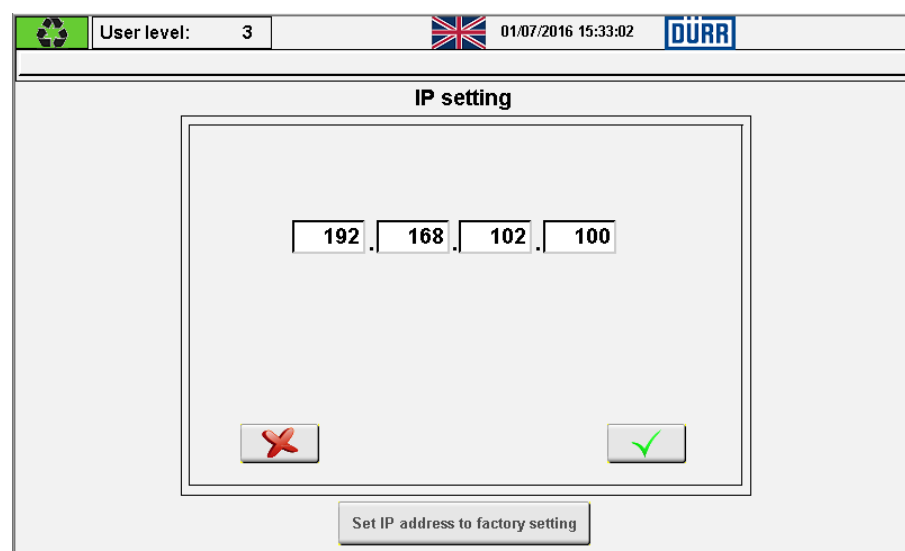 User level: 3 01/07/2016 15:33:02 DÜRR
IP setting
192.168.102.100
Set IP address to factory setting